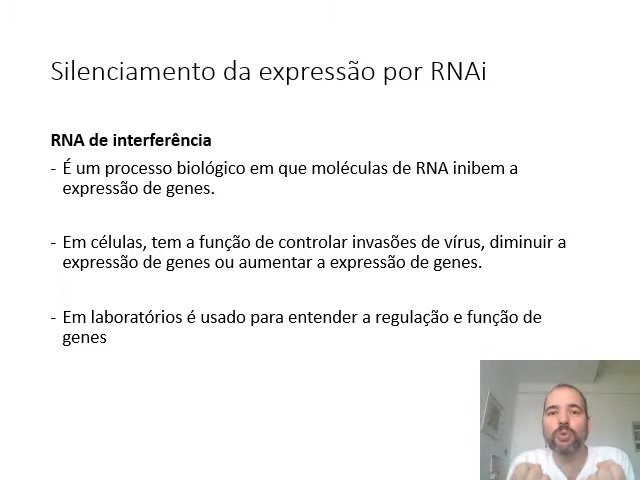 Silenciamento da expressão por RNAi
RNA de interferência
- É um processo biológico em que moléculas de RNA inibem a
expressão de genes.
- Em células, tem a função de controlar invasões de vírus, diminuir a
expressão de genes ou aumentar a expressão de genes.
- Em laboratórios é usado para entender a regulação e função de
genes